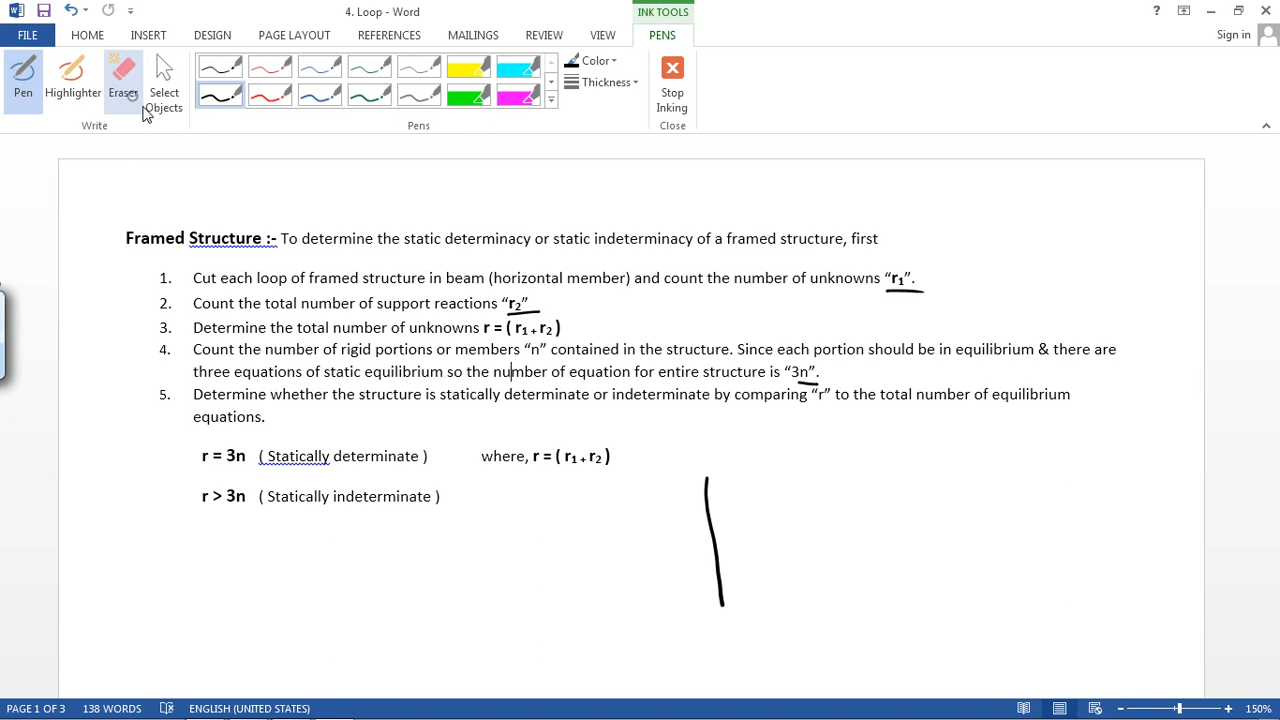 4. Loop - Word
INK TOOLS
FILE HOME INSERT DESIGN PAGE LAYOUT REFERENCES MAILINGS REVIEW VIEW PENS
Sign in
Pen Highlighter Eraser Select Objects
Color
Thickness
Stop Inking
Write Pens Close
Framed Structure :- To determine the static determinacy or static indeterminacy of a framed structure, first
1. Cut each loop of framed structure in beam (horizontal member) and count the number of unknowns “r₁”.
2. Count the total number of support reactions “r₂”
3. Determine the total number of unknowns r = ( r₁ + r₂ )
4. Count the number of rigid portions or members “n” contained in the structure. Since each portion should be in equilibrium & there are
three equations of static equilibrium so the number of equation for entire structure is “3n”.
5. Determine whether the structure is statically determinate or indeterminate by comparing “r” to the total number of equilibrium
equations.
r = 3n ( Statically determinate ) where, r = ( r₁ + r₂ )
r > 3n ( Statically indeterminate )
PAGE 1 OF 3 138 WORDS ENGLISH (UNITED STATES) 150%